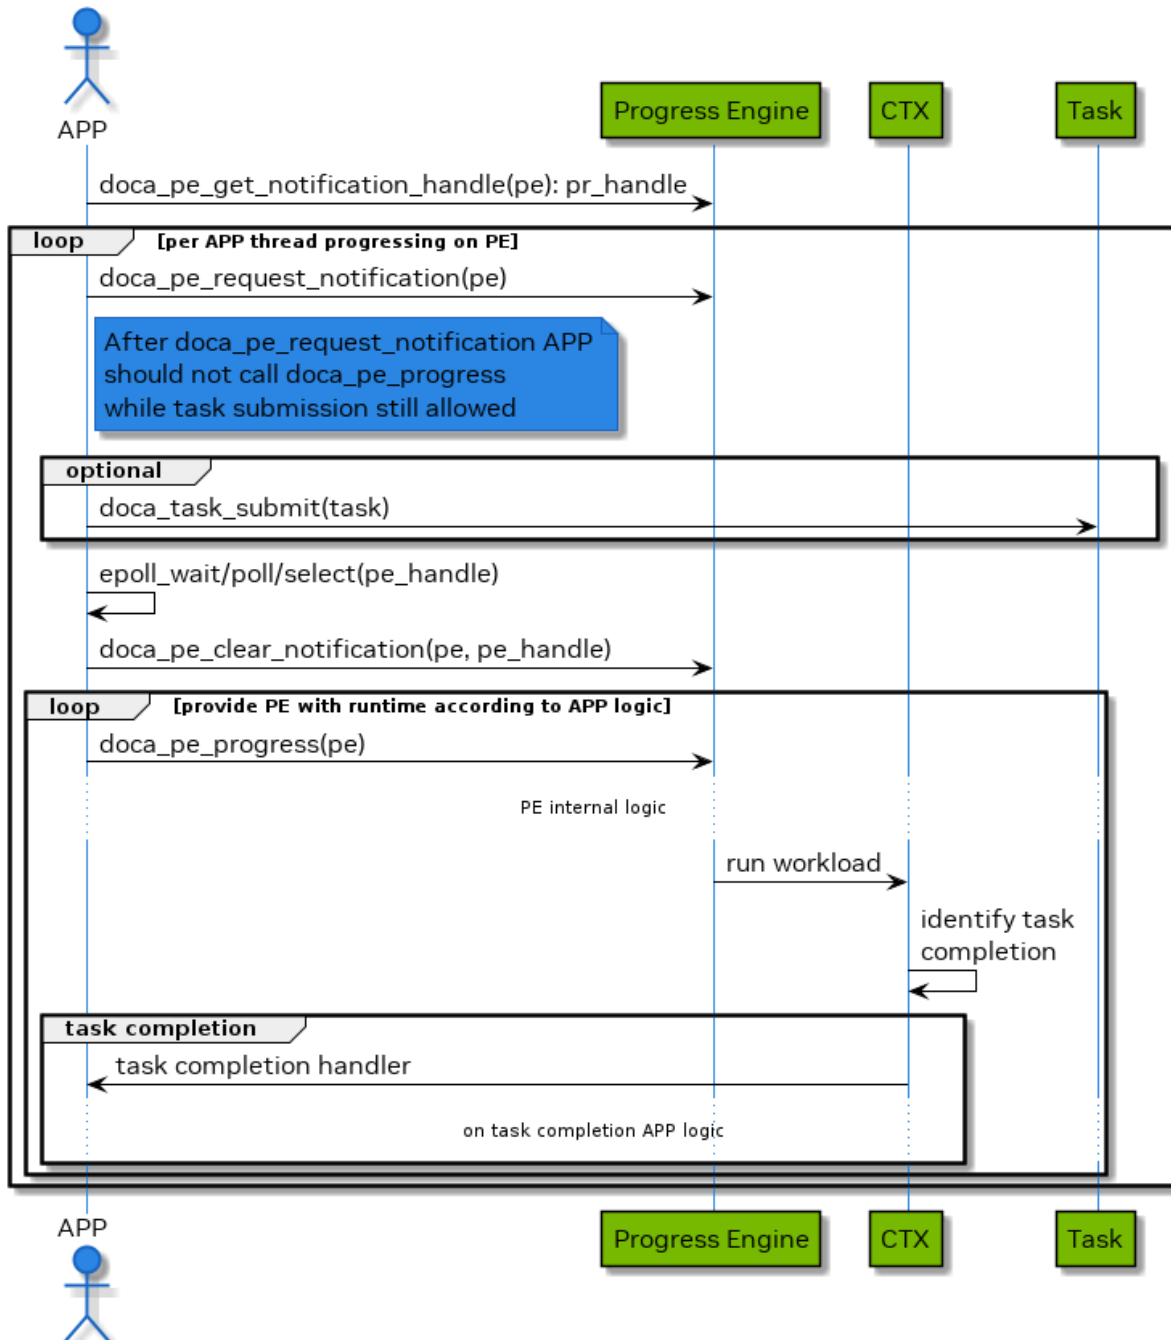 APP
Progress Engine
CTX
Task
doca_pe_get_notification_handle(pe): pr_handle
loop
[per APP thread progressing on PE]
doca_pe_request_notification(pe)
After doca_pe_request_notification APP
should not call doca_pe_progress
while task submission still allowed
optional
doca_task_submit(task)
epoll_wait/poll/select(pe_handle)
doca_pe_clear_notification(pe, pe_handle)
loop
[provide PE with runtime according to APP logic]
doca_pe_progress(pe)
PE internal logic
run workload
identify task
completion
task completion
task completion handler
on task completion APP logic
APP
Progress Engine
CTX
Task